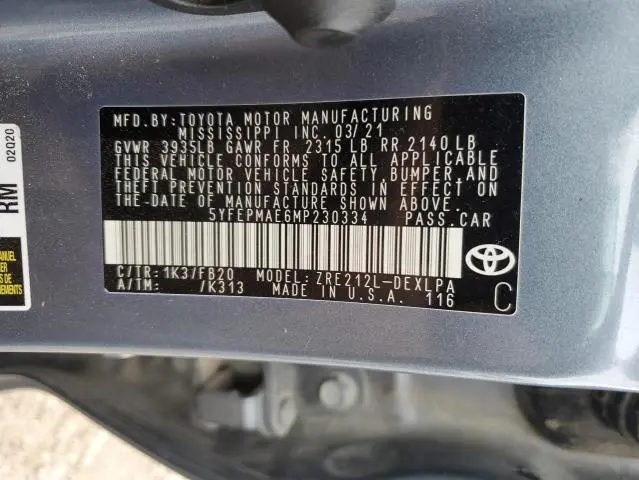 MFD.BY:TOYOTA MOTOR MANUFACTURING
MISSISSIPPI INC.03/21
GVWR 3935LB GAWR FR 2315LB RR 2140LB
THIS VEHICLE CONFORMS TO ALL APPLICABLE
FEDERAL MOTOR VEHICLE SAFETY,BUMPER,AND
THEFT PREVENTION STANDARDS IN EFFECT
ON THE DATE OF MANUFACTURE SHOWN ABOVE.
5YFEPMAE6MP230334 PASS.CAR
C/TR:1K3/FB20 MODEL:ZRE212L-DEXLPA
A/TM: /K313 MADE IN U.S.A. 116
C
02020
RM
MANUEL